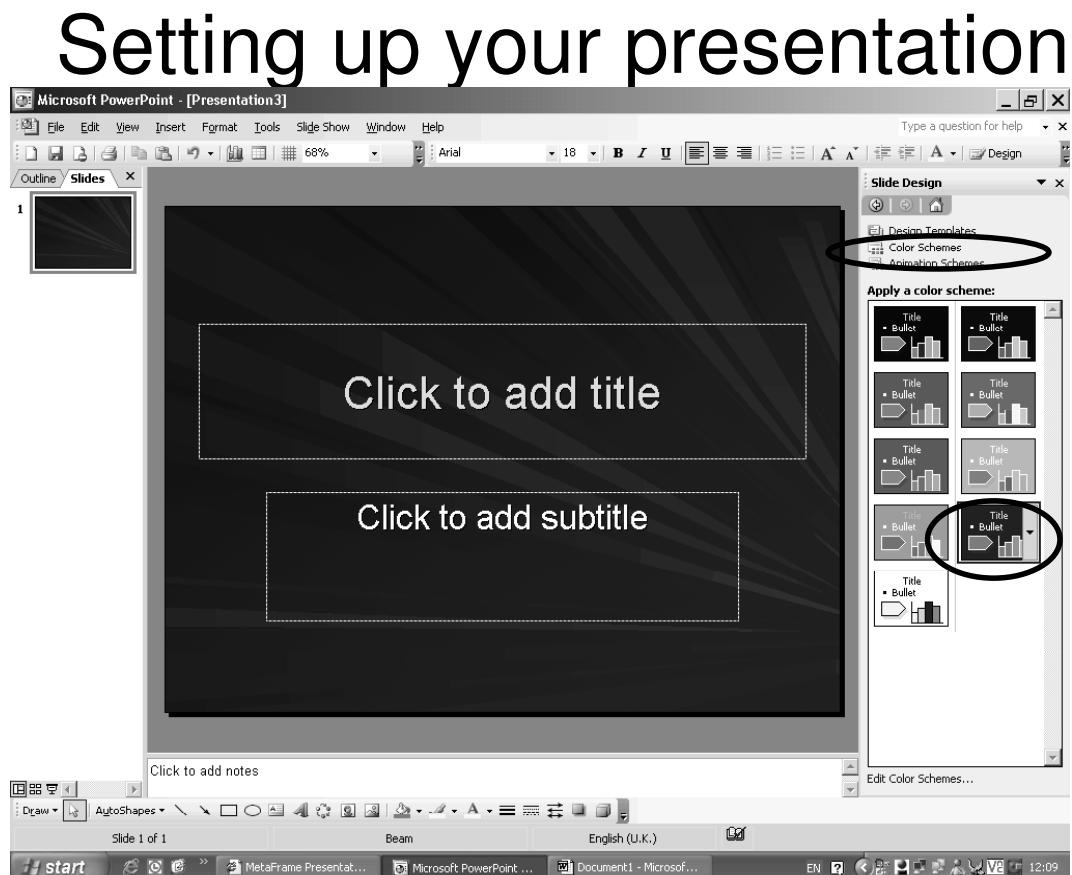 Setting up your presentation
Microsoft PowerPoint - [Presentation3]
File Edit View Insert Format Tools Slide Show Window Help Type a question for help
68% Arial 18 B I U A A A Design
Outline Slides Slide Design
1
Design Templates
Color Schemes
Animation Schemes
Apply a color scheme:
Title Title
Bullet Bullet
Title Title
Bullet Bullet
Title Title
Bullet Bullet
Title Title
Bullet Bullet
Title
Bullet
Click to add title
Click to add subtitle
Click to add notes
Edit Color Schemes...
Draw AutoShapes A
Slide 1 of 1 Beam English (U.K.)
start MetaFrame Presentat... Microsoft PowerPoint ... Document1 - Microsof... EN 12:09